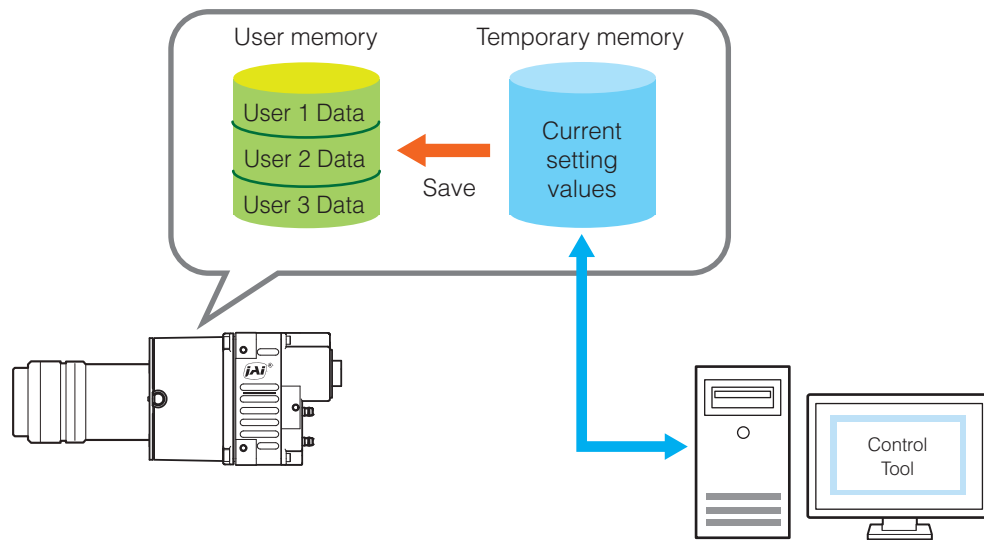 User memory
Temporary memory
User 1 Data
User 2 Data
User 3 Data
Save
Current
setting
values
JAi®
Control
Tool